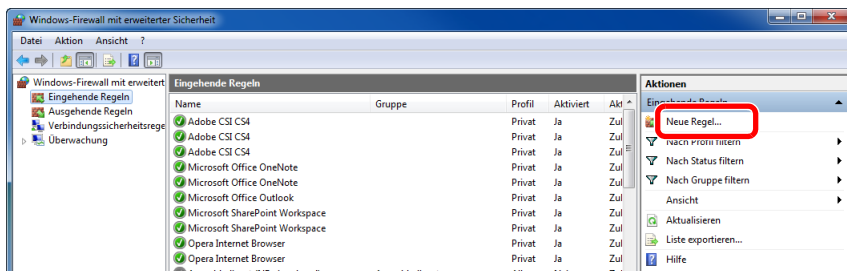 Windows-Firewall mit erweiterter Sicherheit
Datei Aktion Ansicht ?
Windows-Firewall mit erweitert
Eingehende Regeln
Ausgehende Regeln
Verbindungssicherheitsrege
Überwachung
Eingehende Regeln
Name Gruppe Profil Aktiviert Akt
Adobe CSI CS4 Privat Ja Zul
Adobe CSI CS4 Privat Ja Zul
Adobe CSI CS4 Privat Ja Zul
Microsoft Office OneNote Privat Ja Zul
Microsoft Office OneNote Privat Ja Zul
Microsoft Office Outlook Privat Ja Zul
Microsoft SharePoint Workspace Privat Ja Zul
Microsoft SharePoint Workspace Privat Ja Zul
Opera Internet Browser Privat Ja Zul
Opera Internet Browser Privat Ja Zul
Aktionen
Eingehende Regeln
Neue Regel...
Nach Profil filtern
Nach Status filtern
Nach Gruppe filtern
Ansicht
Aktualisieren
Liste exportieren...
Hilfe